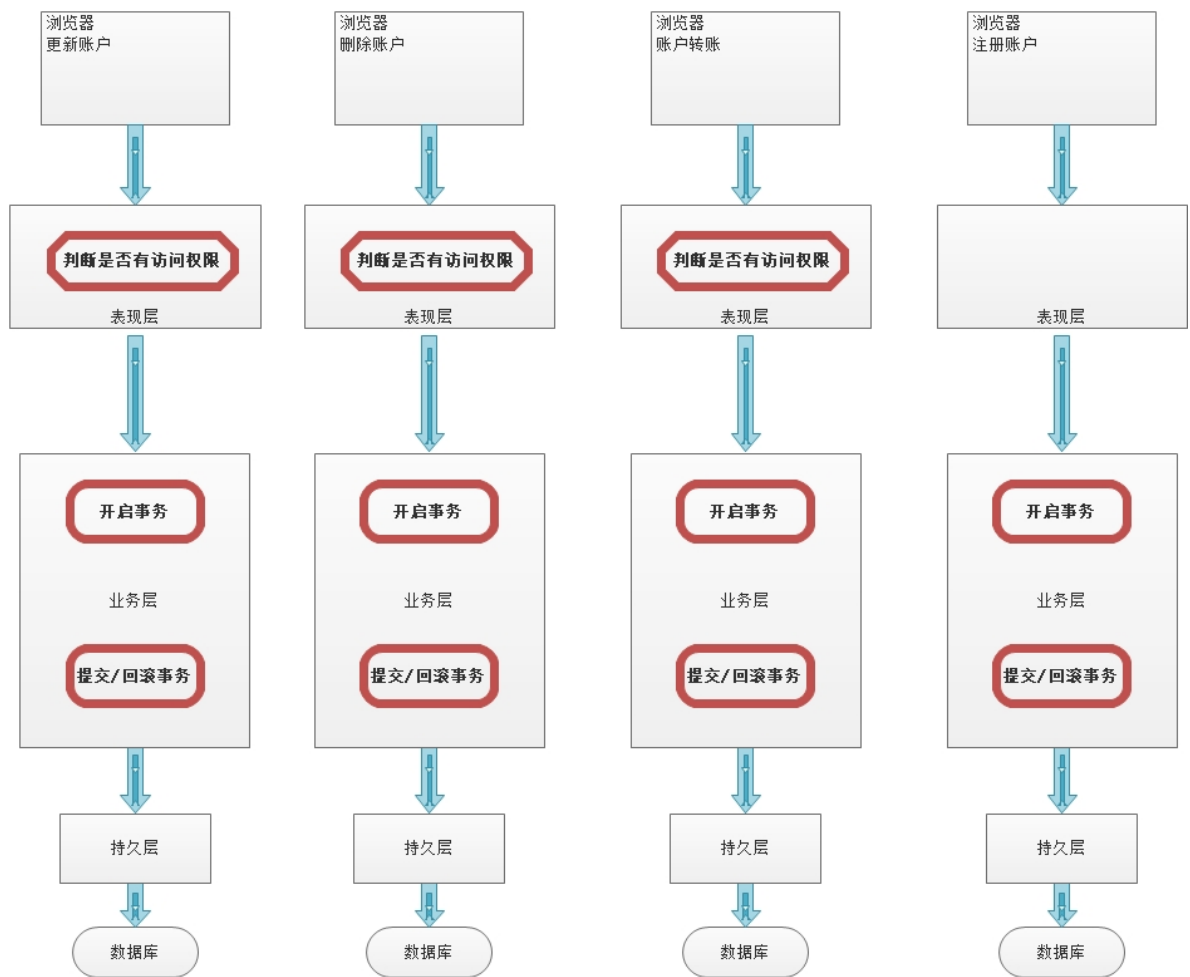 浏览器
更新账户
浏览器
删除账户
浏览器
账户转账
浏览器
注册账户
判断是否有访问权限
判断是否有访问权限
判断是否有访问权限
表现层
表现层
表现层
表现层
开启事务
开启事务
开启事务
开启事务
业务层
业务层
业务层
业务层
提交/回滚事务
提交/回滚事务
提交/回滚事务
提交/回滚事务
持久层
持久层
持久层
持久层
数据库
数据库
数据库
数据库